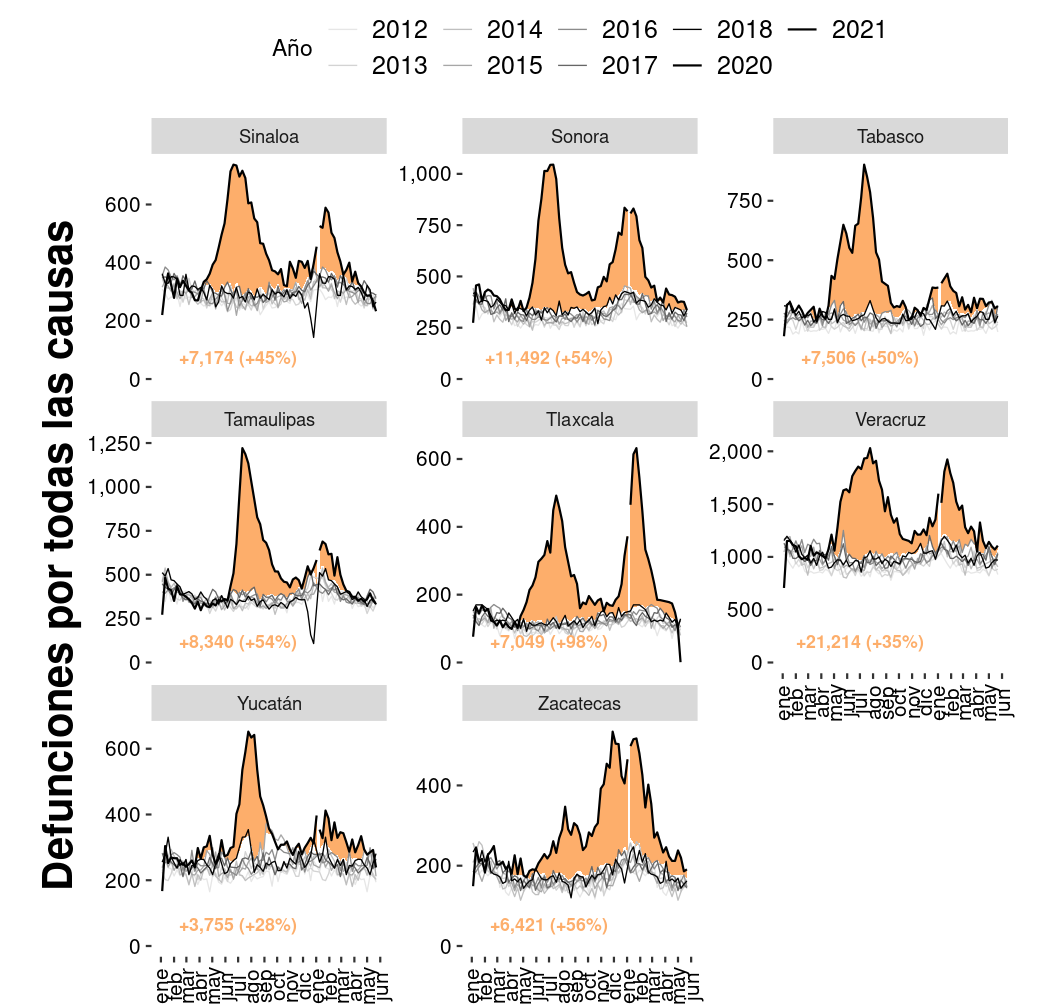 Año
2012 2014 2016 2018 2021
2013 2015 2017 2020
Defunciones por todas las causas
Sinaloa
600
400
200
0
+7,174 (+45%)
Sonora
1,000
750
500
250
0
+11,492 (+54%)
Tabasco
750
500
250
0
+7,506 (+50%)
Tamaulipas
1,250
1,000
750
500
250
0
+8,340 (+54%)
Tlaxcala
600
400
200
0
+7,049 (+98%)
Veracruz
2,000
1,500
1,000
500
0
+21,214 (+35%)
ene feb mar abr may jun jul ago sep oct nov dic ene feb mar abr may jun
Yucatán
600
400
200
0
+3,755 (+28%)
ene feb mar abr may jun jul ago sep oct nov dic ene feb mar abr may jun
Zacatecas
400
200
0
+6,421 (+56%)
ene feb mar abr may jun jul ago sep oct nov dic ene feb mar abr may jun